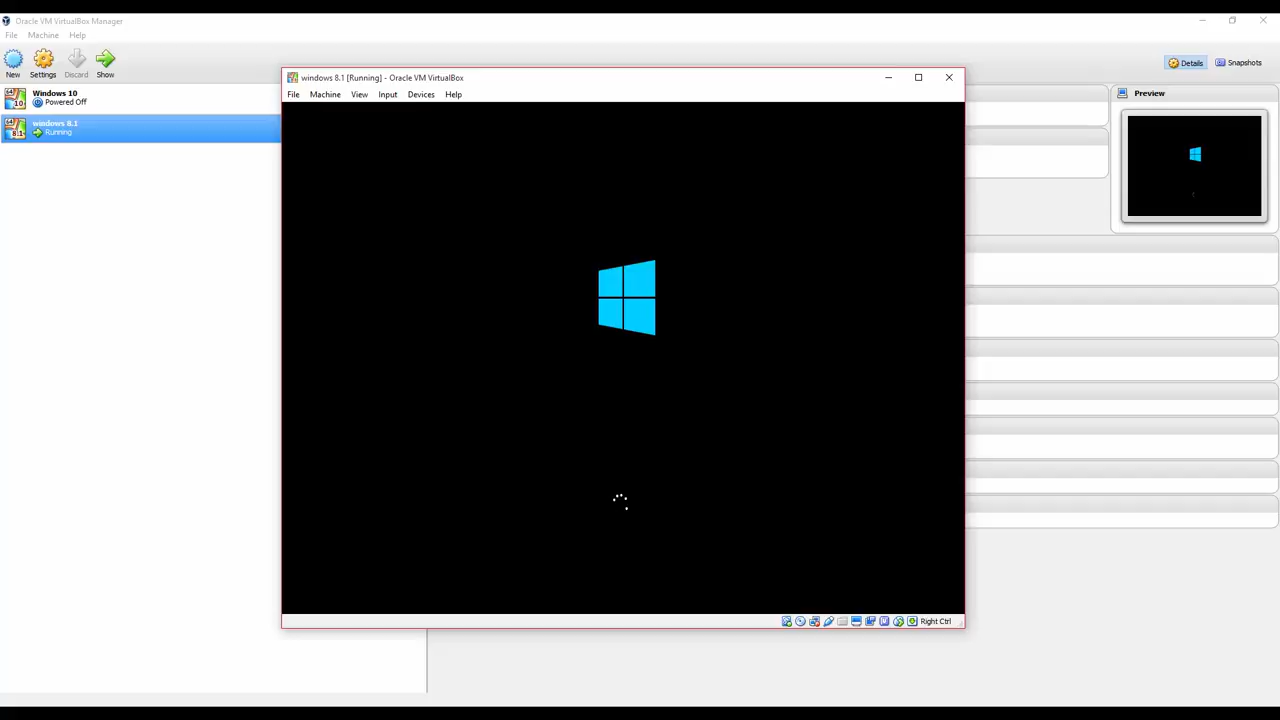 Oracle VM VirtualBox Manager
File Machine Help
New Settings Discard Show
Details Snapshots
Windows 10
Powered Off
windows 8.1
Running
windows 8.1 [Running] - Oracle VM VirtualBox
File Machine View Input Devices Help
Preview
Right Ctrl